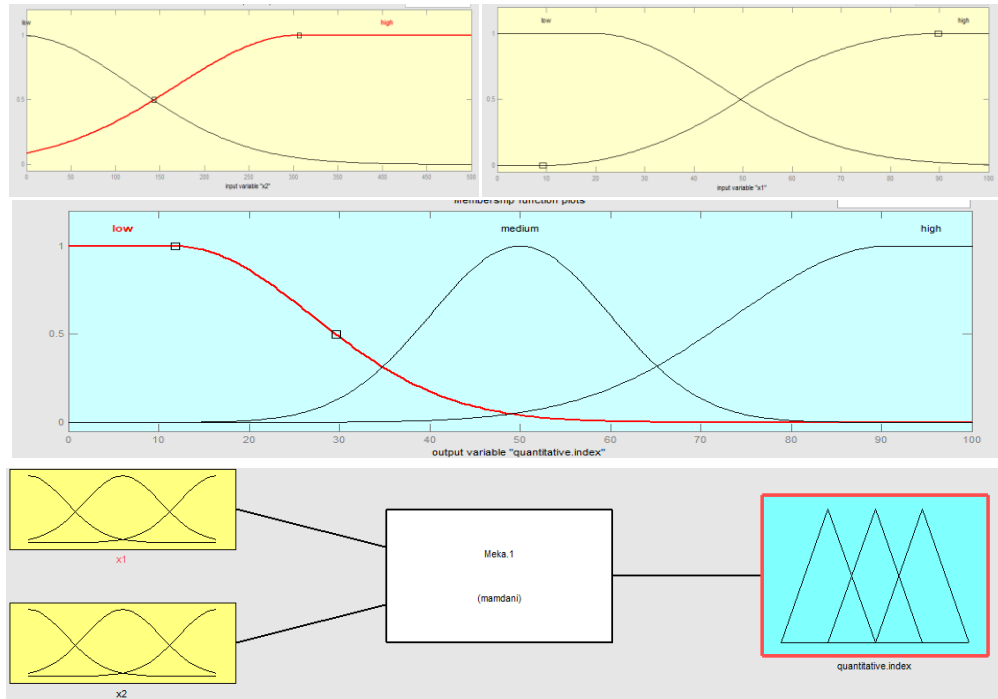 low high
1
0.5
0
0 50 100 150 200 250 300 350 400 450 500
input variable "x2"
low high
1
0.5
0
0 10 20 30 40 50 60 70 80 90 100
input variable "x1"
Membership function plots
low medium high
1
0.5
0
0 10 20 30 40 50 60 70 80 90 100
output variable "quantitative.index"
x1
Meka.1
(mamdani)
quantitative.index
x2